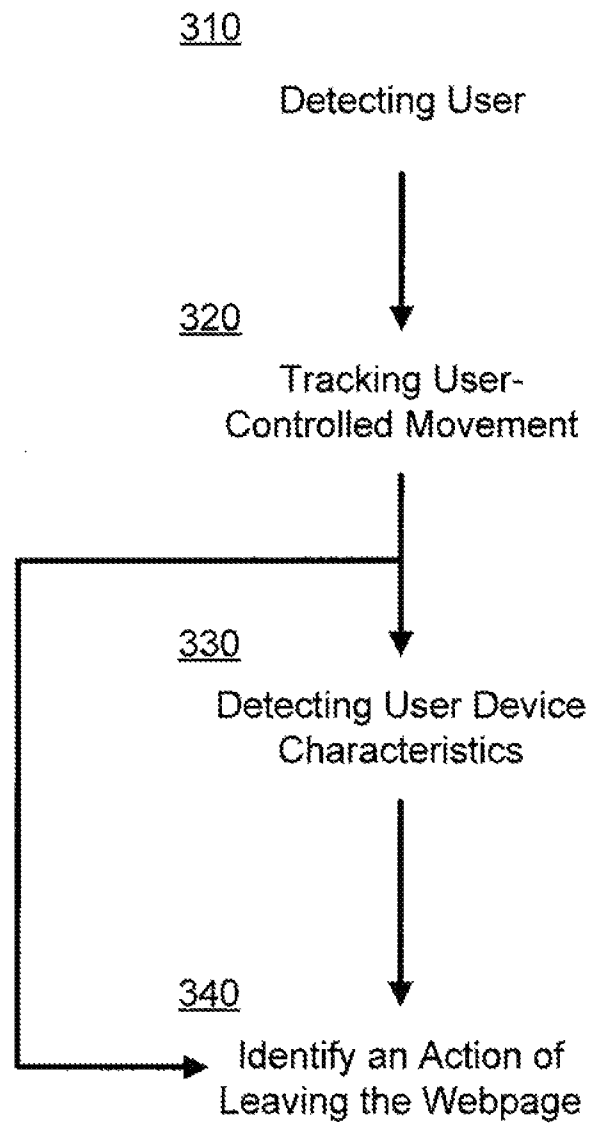 310
Detecting User
320
Tracking User-
Controlled Movement
330
Detecting User Device
Characteristics
340
Identify an Action of
Leaving the Webpage